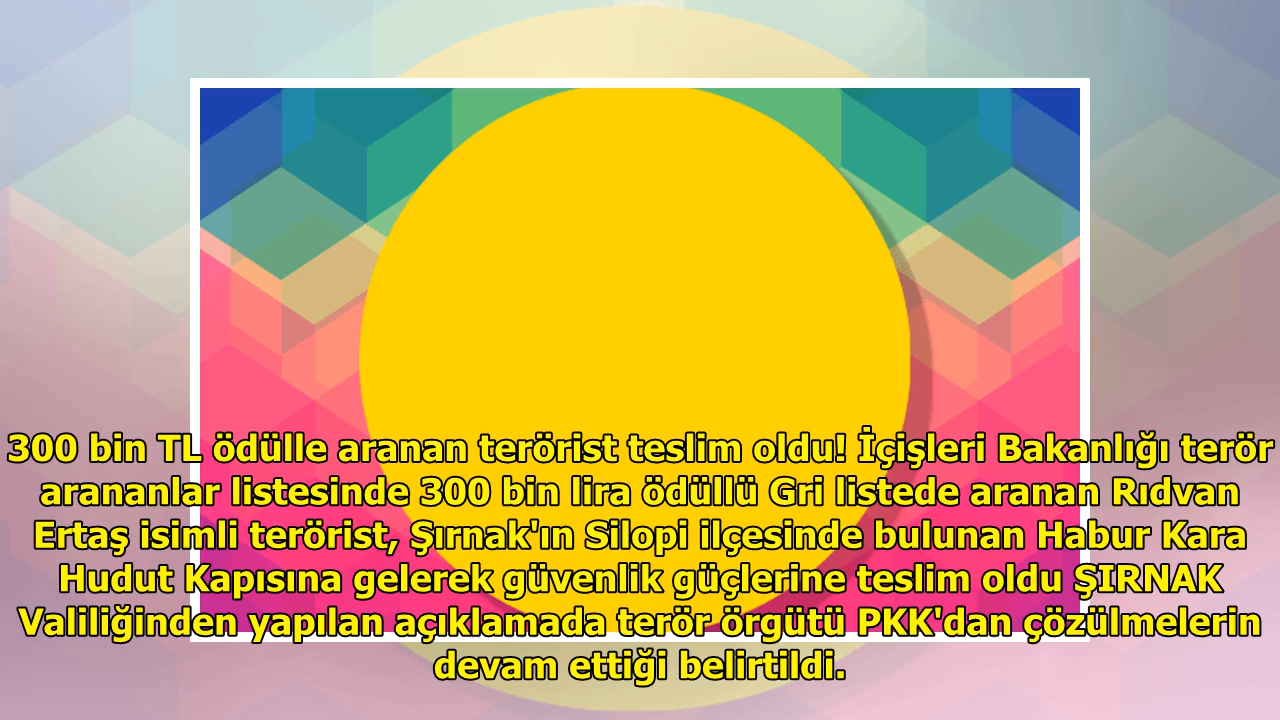 300 bin TL ödülle aranan terörist teslim oldu! İçişleri Bakanlığı terör
arananlar listesinde 300 bin lira ödüllü Gri listede aranan Rıdvan
Ertaş isimli terörist, Şırnak'ın Silopi ilçesinde bulunan Habur Kara
Hudut Kapısına gelerek güvenlik güçlerine teslim oldu ŞIRNAK
Valiliğinden yapılan açıklamada terör örgütü PKK'dan çözülmelerin
devam ettiği belirtildi.